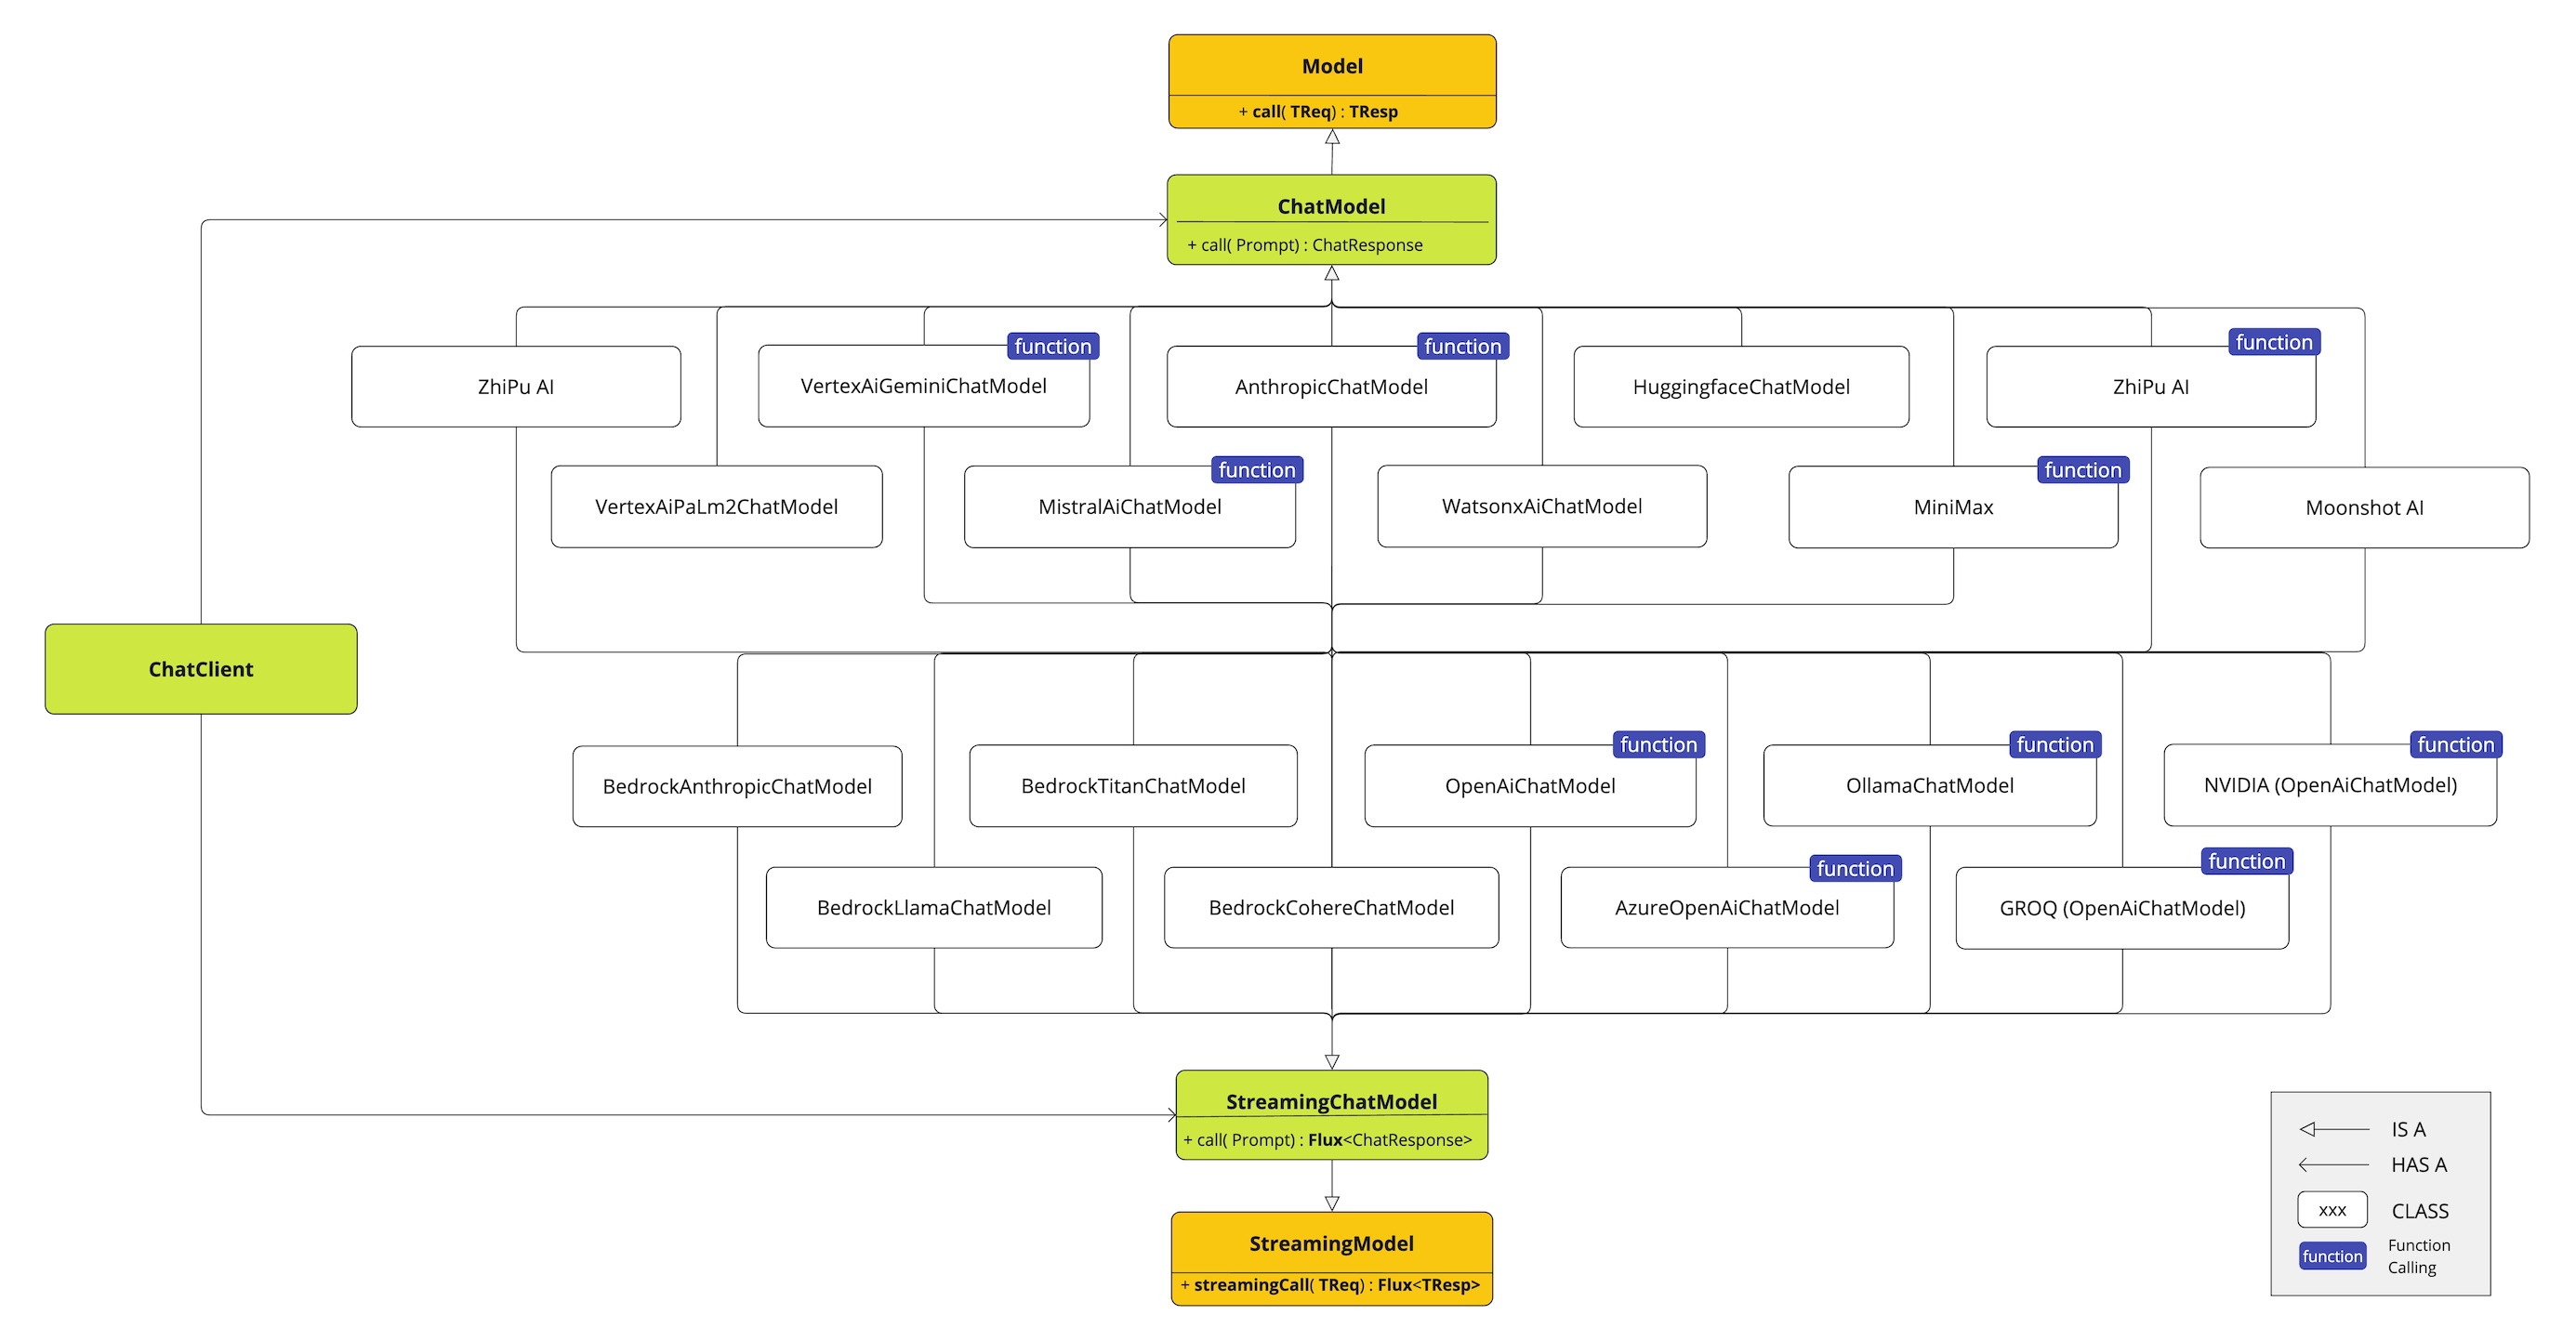 Model
+ call( TReq) : TResp
ChatModel
+ call( Prompt) : ChatResponse
function
function
function
ZhiPu AI
VertexAiGeminiChatModel
AnthropicChatModel
HuggingfaceChatModel
ZhiPu AI
function
function
VertexAiPaLm2ChatModel
MistralAiChatModel
WatsonxAiChatModel
MiniMax
Moonshot AI
ChatClient
function
function
function
BedrockAnthropicChatModel
BedrockTitanChatModel
OpenAiChatModel
OllamaChatModel
NVIDIA (OpenAiChatModel)
function
function
BedrockLlamaChatModel
BedrockCohereChatModel
AzureOpenAiChatModel
GROQ (OpenAiChatModel)
StreamingChatModel
+ call( Prompt) : Flux<ChatResponse>
StreamingModel
+ streamingCall( TReq) : Flux<TResp>
IS A
HAS A
xxx
CLASS
function
Function
Calling